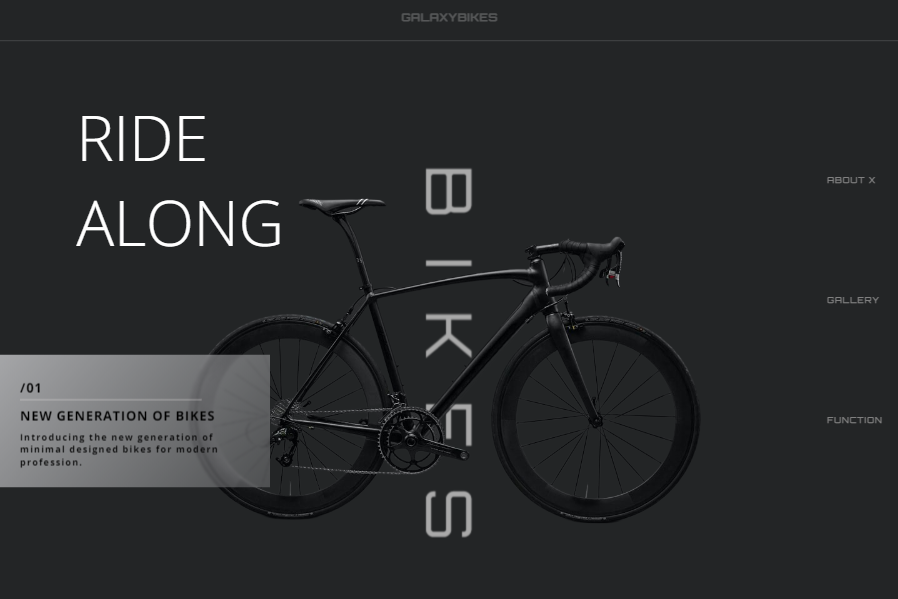 GALAXYBIKES
RIDE
ALONG
BIKES
ABOUT X
GALLERY
FUNCTION
/01
NEW GENERATION OF BIKES
Introducing the new generation of
minimal designed bikes for modern
profession.